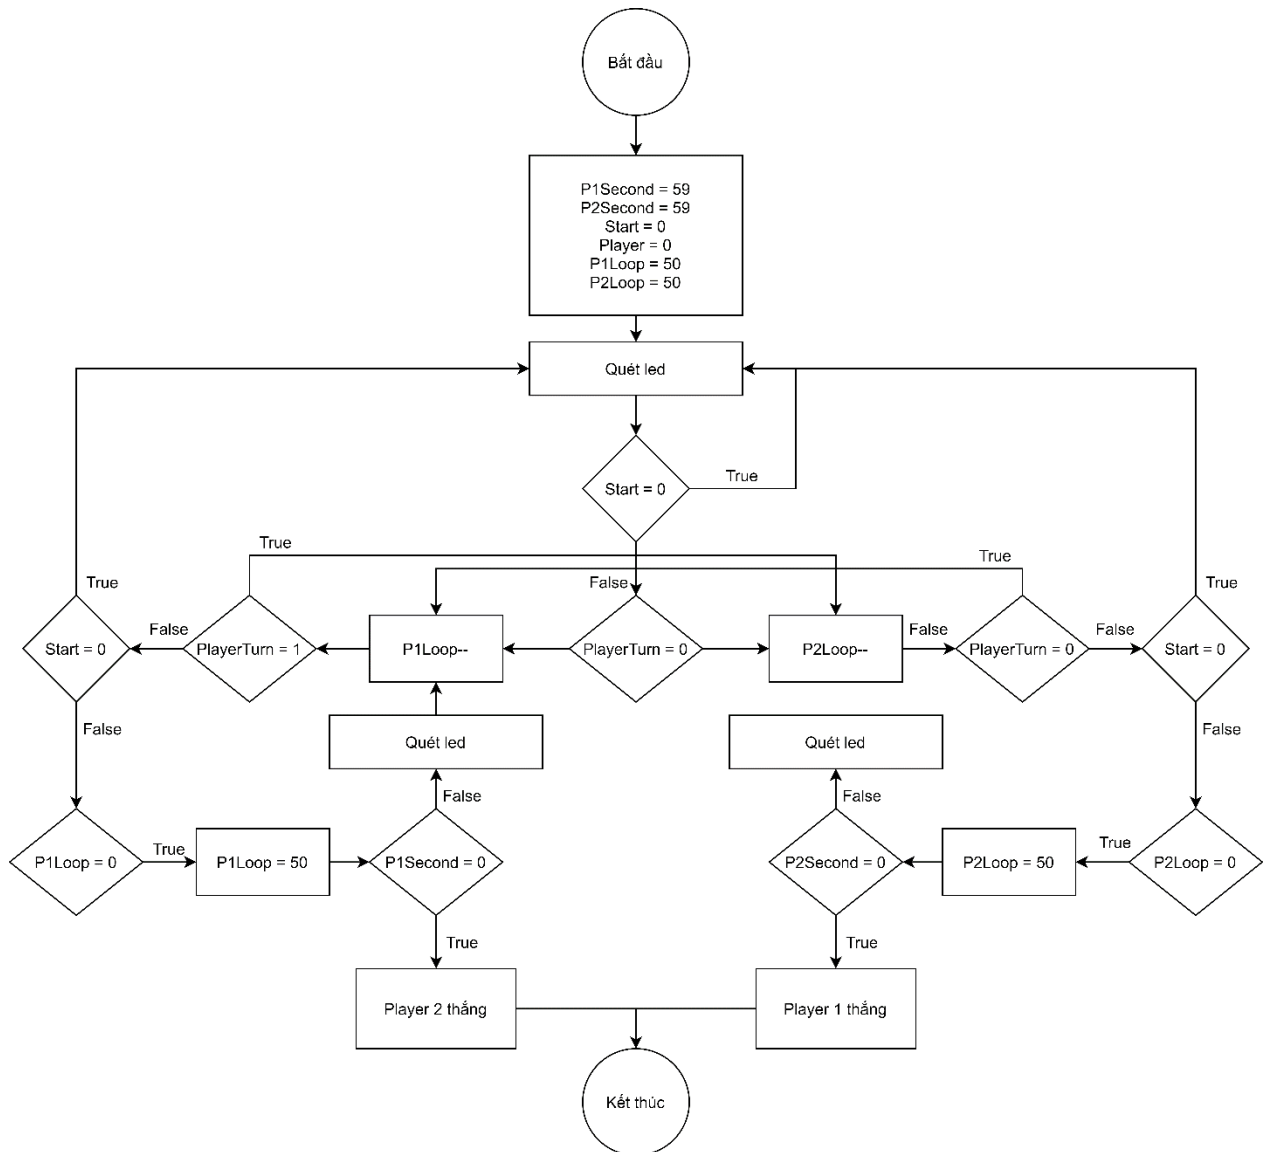 Bắt đầu
P1Second = 59
P2Second = 59
Start = 0
Player = 0
P1Loop = 50
P2Loop = 50
Quét led
Start = 0
True
True
True
True
False
True
Start = 0
False
PlayerTurn = 1
P1Loop--
PlayerTurn = 0
P2Loop--
False
PlayerTurn = 0
False
Start = 0
False
Quét led
Quét led
False
False
False
P1Loop = 0
True
P1Loop = 50
P1Second = 0
P2Second = 0
P2Loop = 50
True
P2Loop = 0
True
True
Player 2 thắng
Player 1 thắng
Kết thúc